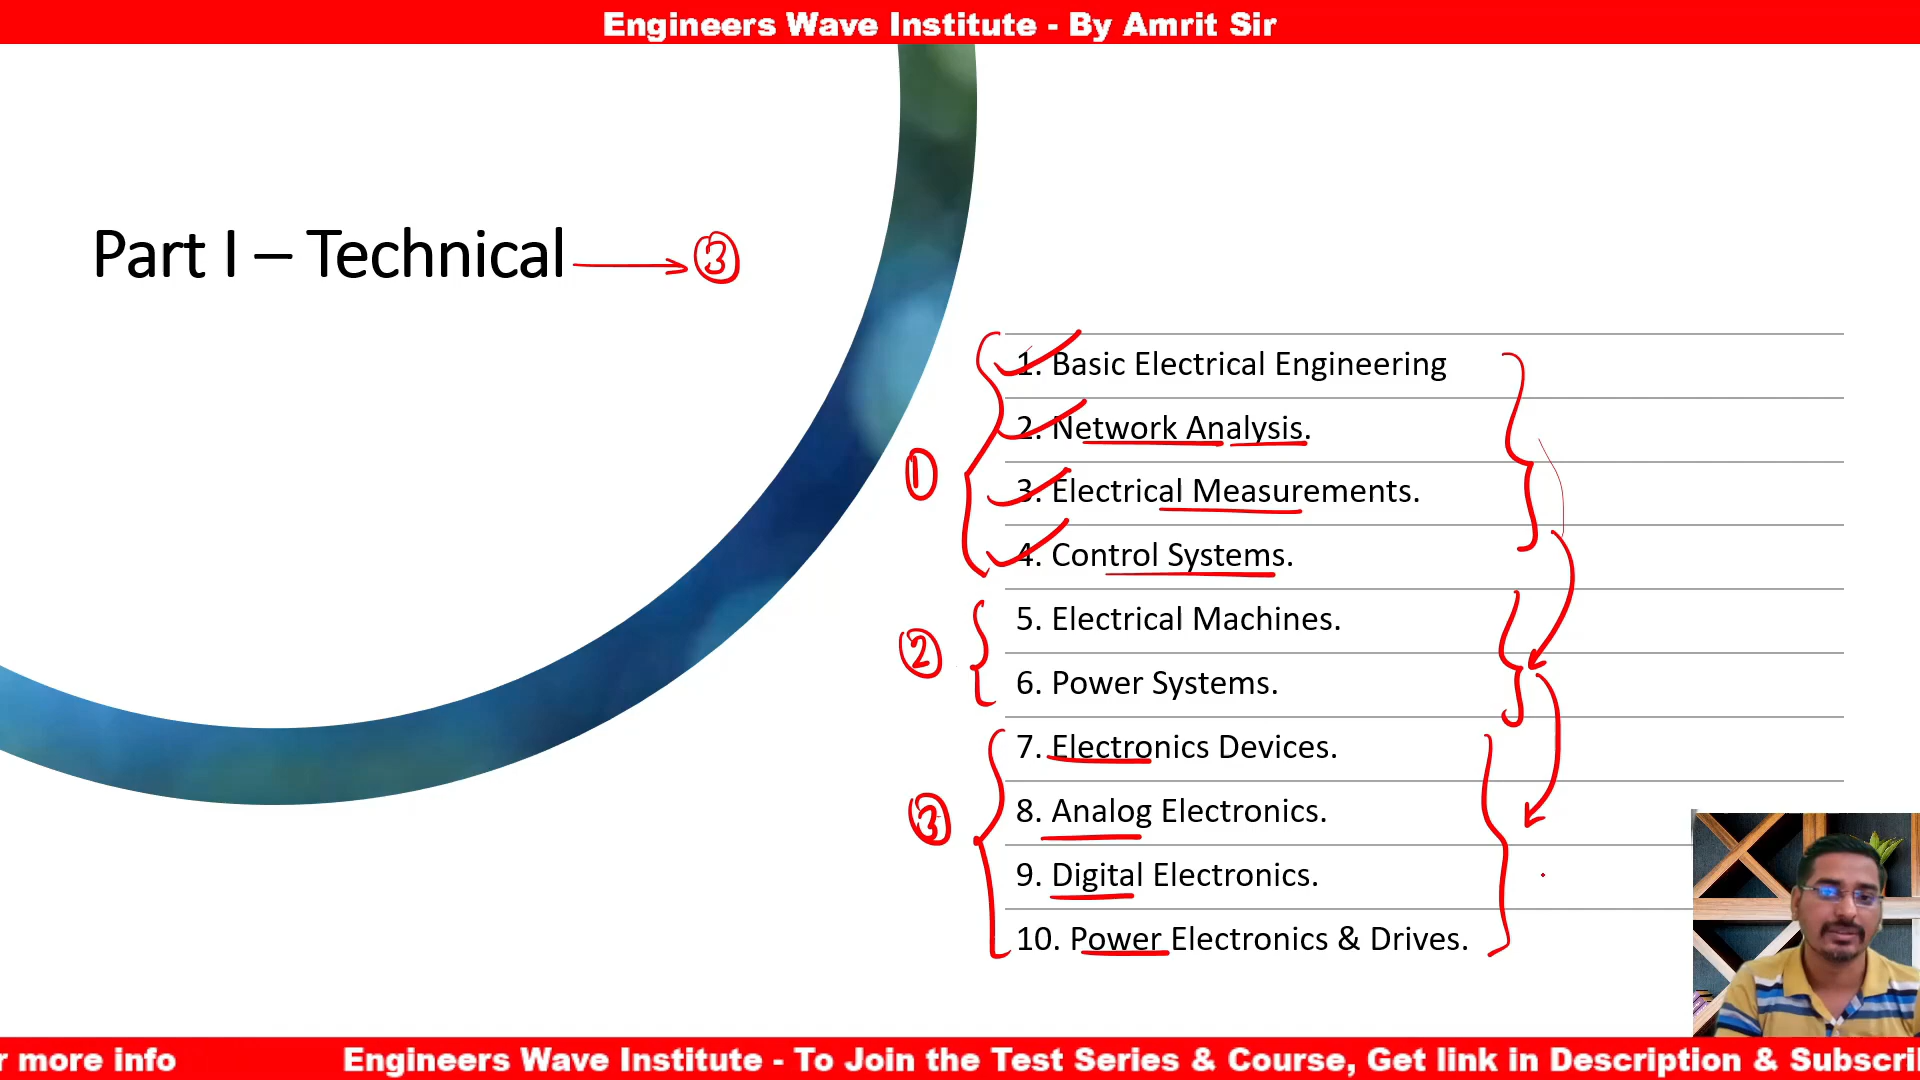 Engineers Wave Institute - By Amrit Sir
Part I – Technical
3
1. Basic Electrical Engineering
2. Network Analysis.
1
3. Electrical Measurements.
4. Control Systems.
5. Electrical Machines.
2
6. Power Systems.
7. Electronics Devices.
8. Analog Electronics.
3
9. Digital Electronics.
10. Power Electronics & Drives.
r more info
Engineers Wave Institute - To Join the Test Series & Course, Get link in Description & Subscri